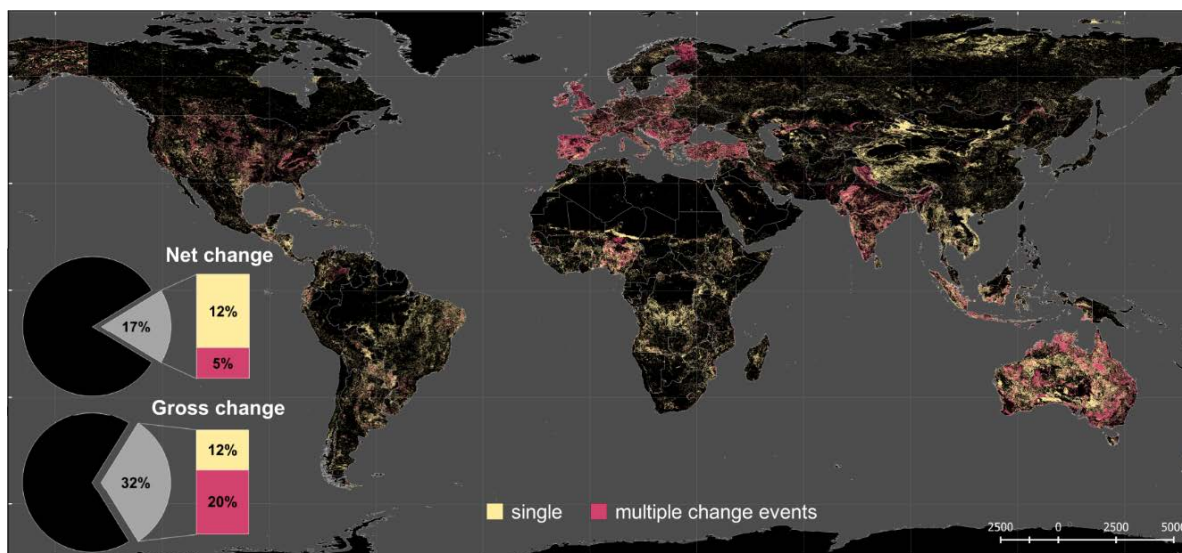 Net change
17%
12%
5%
Gross change
32%
12%
20%
single
multiple change events
2500
0
2500
5000